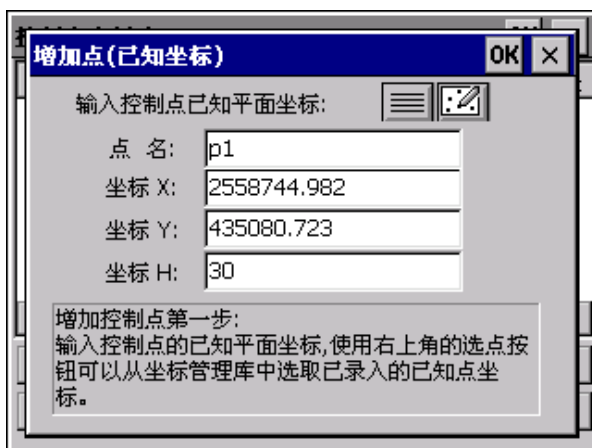 增加点(已知坐标)
OK
输入控制点已知平面坐标:
点 名: p1
坐标 X: 2558744.982
坐标 Y: 435080.723
坐标 H: 30
增加控制点第一步:
输入控制点的已知平面坐标,使用右上角的选点按
钮可以从坐标管理库中选取已录入的已知点坐
标。